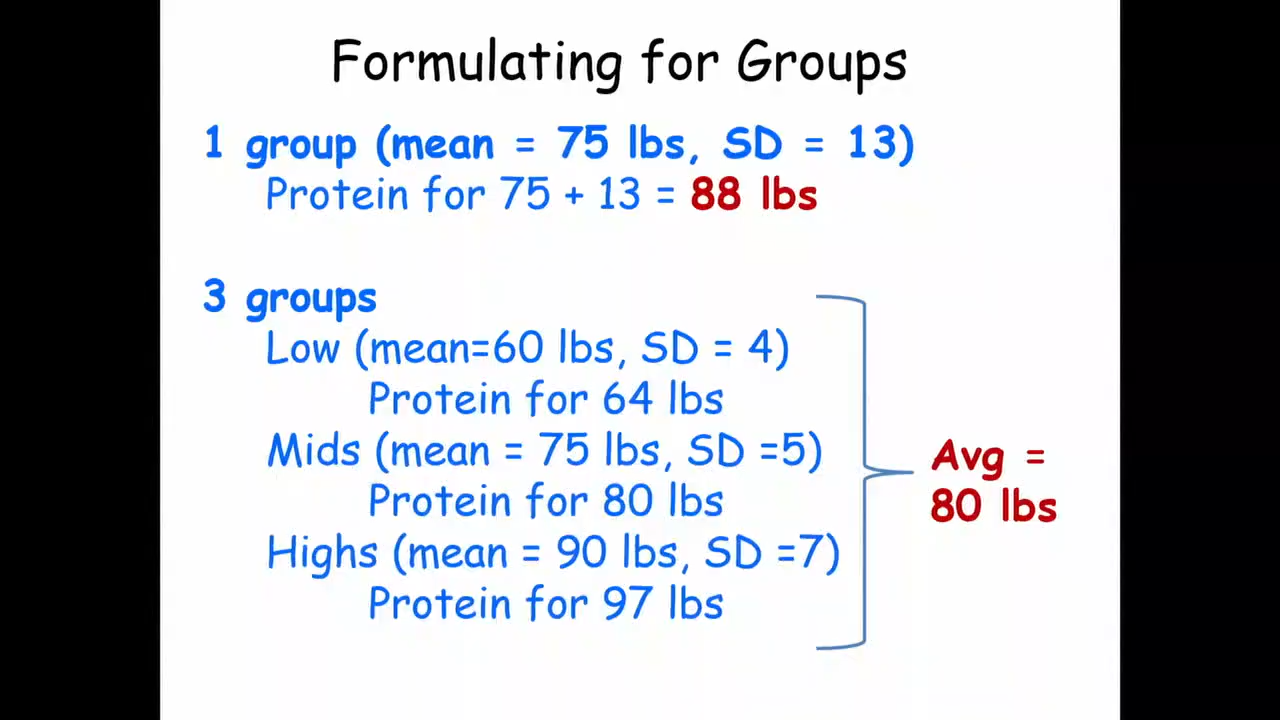 Formulating for Groups
1 group (mean = 75 lbs, SD = 13)
Protein for 75 + 13 = 88 lbs
3 groups
Low (mean=60 lbs, SD = 4)
Protein for 64 lbs
Mids (mean = 75 lbs, SD =5)
Protein for 80 lbs
Highs (mean = 90 lbs, SD =7)
Protein for 97 lbs
Avg =
80 lbs